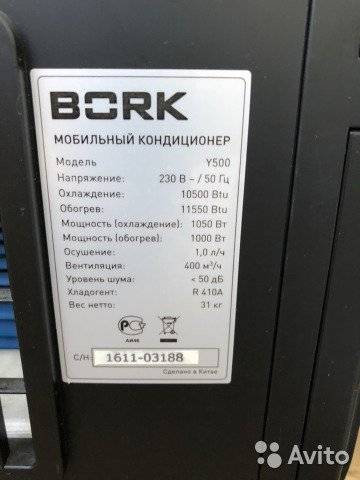 BORK
МОБИЛЬНЫЙ КОНДИЦИОНЕР
Модель Y500
Напряжение: 230 В ~ / 50 Гц
Охлаждение: 10500 Btu
Обогрев: 11550 Btu
Мощность (охлаждение): 1050 Вт
Мощность (обогрев): 1000 Вт
Осушение: 1,0 л/ч
Вентиляция: 400 м³/ч
Уровень шума: < 50 дБ
Хладогент: R 410A
Вес нетто: 31 кг
АИ46
С/Н: 1611-03188
Сделано в Китае
Avito